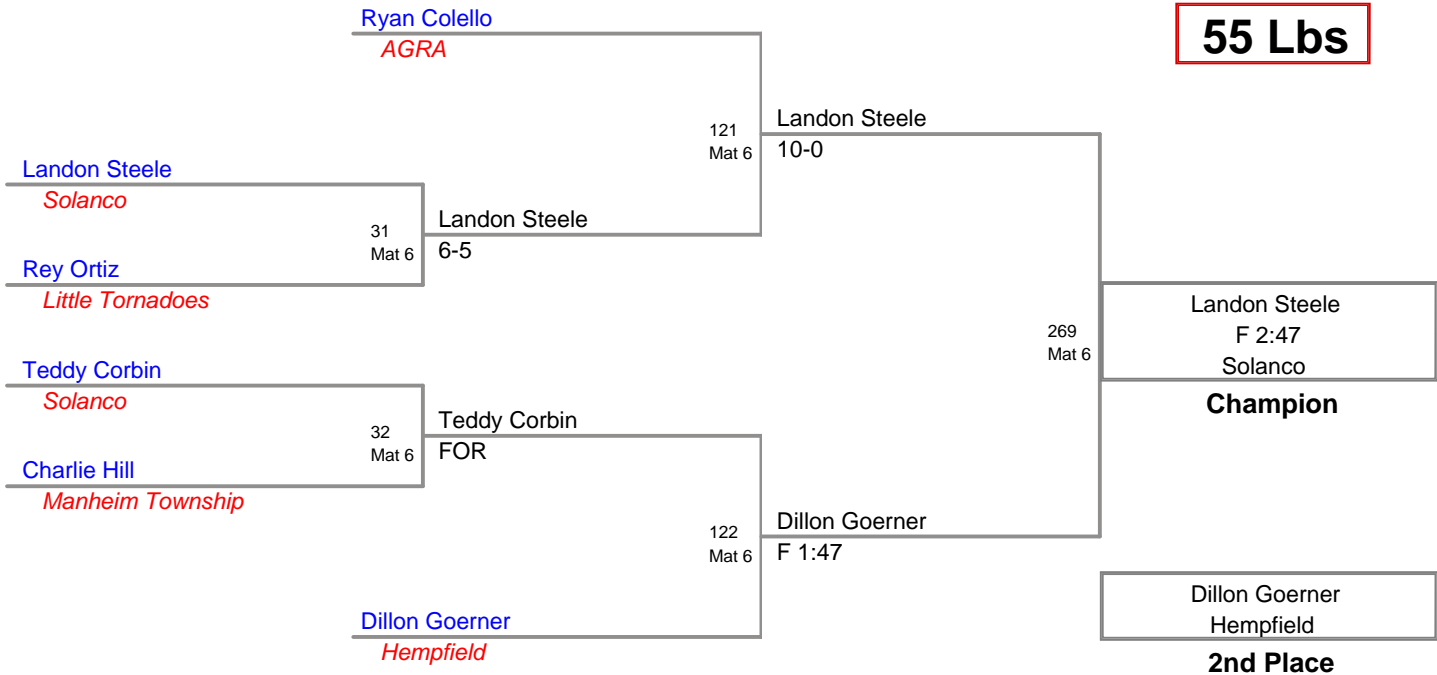 Ryan Colello
AGRA
55 Lbs
121
Mat 6
Landon Steele
10-0
Landon Steele
Solanco
31
Mat 6
Landon Steele
6-5
Rey Ortiz
Little Tornadoes
269
Mat 6
Landon Steele
F 2:47
Solanco
Champion
Teddy Corbin
Solanco
32
Mat 6
Teddy Corbin
FOR
Charlie Hill
Manheim Township
122
Mat 6
Dillon Goerner
F 1:47
Dillon Goerner
Hempfield
Dillon Goerner
Hempfield
2nd Place